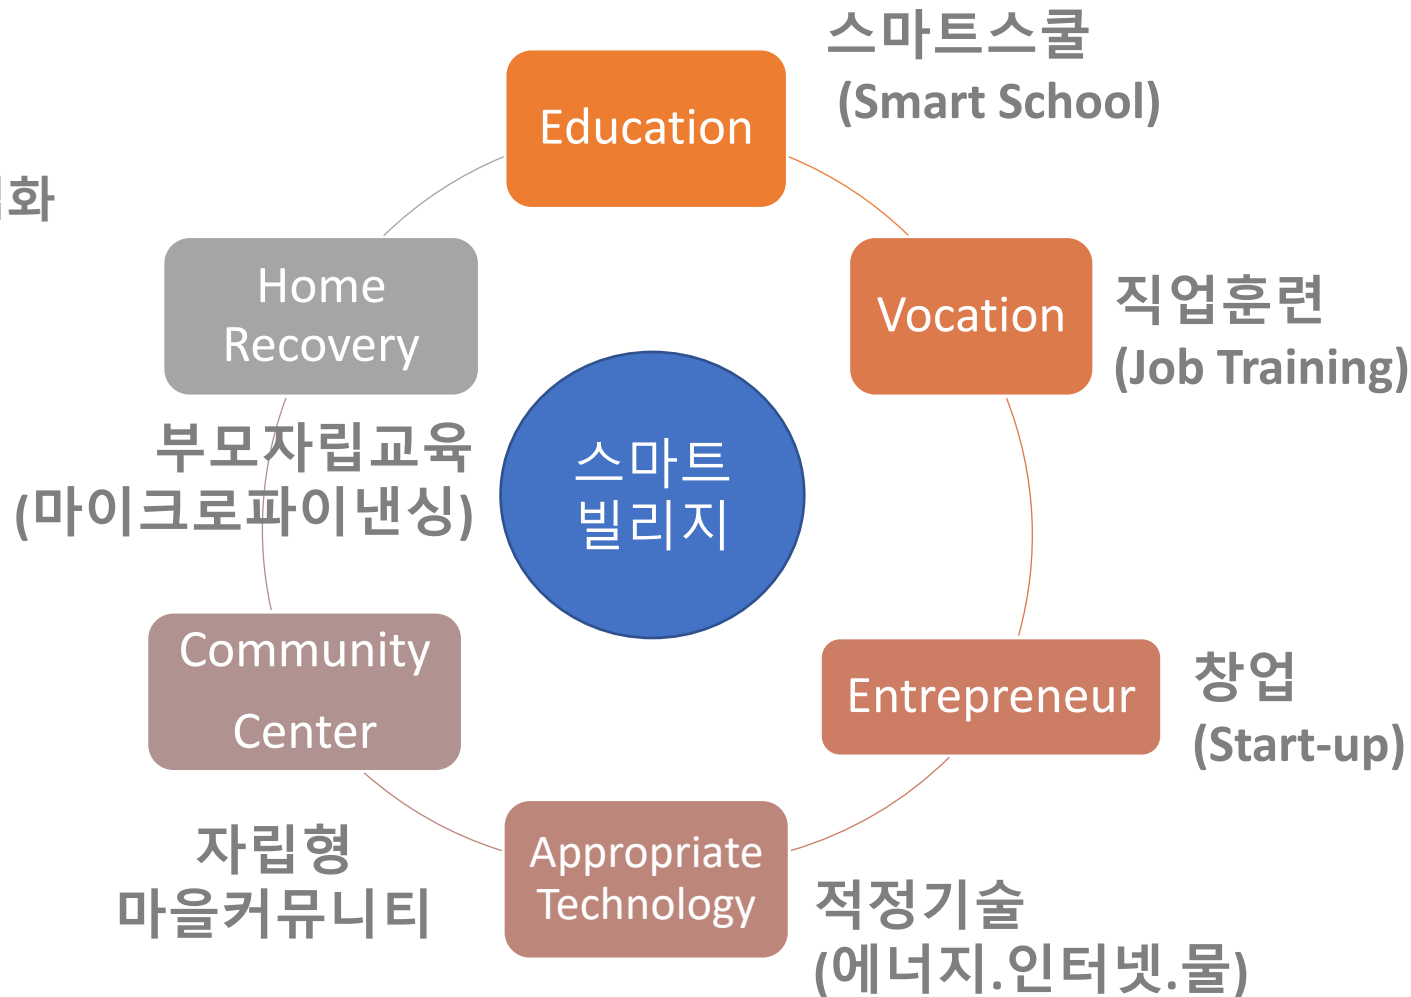 스마트스쿨
(Smart School)
Education
화
Home
Recovery
Vocation
직업훈련
(Job Training)
부모자립교육
(마이크로파이낸싱)
스마트
빌리지
Community
Center
Entrepreneur
창업
(Start-up)
자립형
마을커뮤니티
Appropriate
Technology
적정기술
(에너지.인터넷.물)